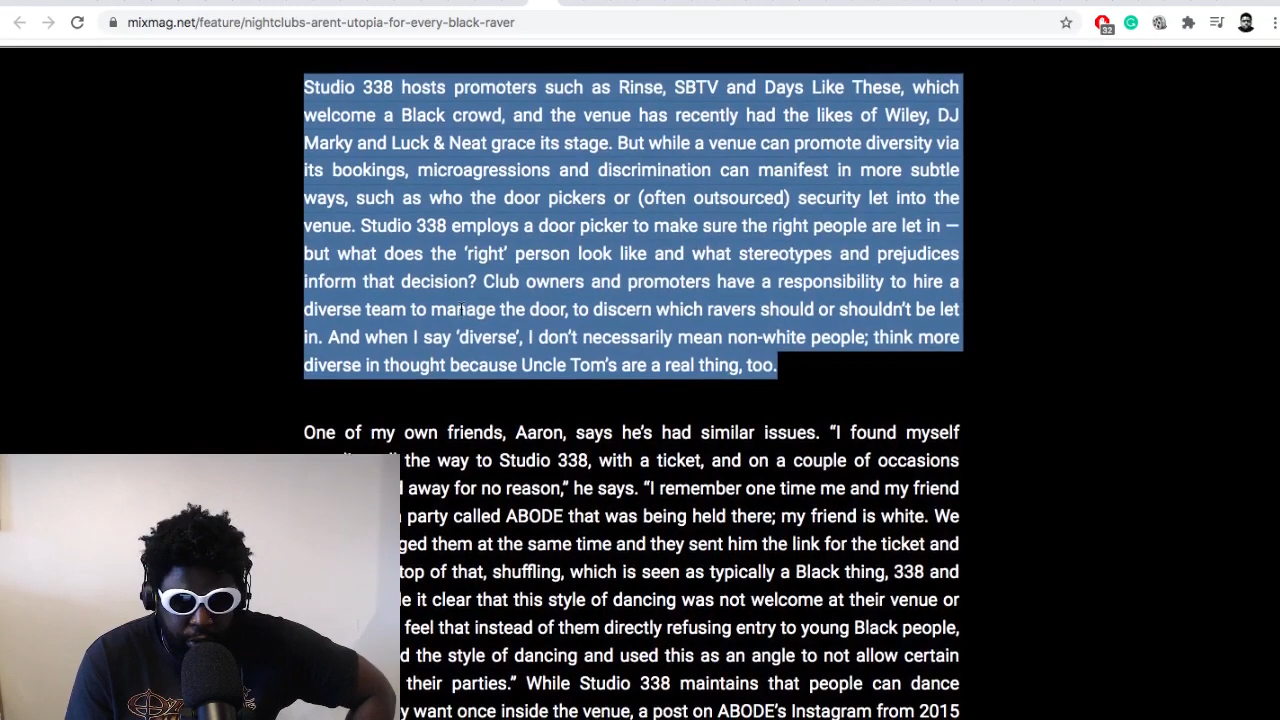 mixmag.net/feature/nightclubs-arent-utopia-for-every-black-raver
32
Studio 338 hosts promoters such as Rinse, SBTV and Days Like These, which
welcome a Black crowd, and the venue has recently had the likes of Wiley, DJ
Marky and Luck & Neat grace its stage. But while a venue can promote diversity via
its bookings, microagressions and discrimination can manifest in more subtle
ways, such as who the door pickers or (often outsourced) security let into the
venue. Studio 338 employs a door picker to make sure the right people are let in —
but what does the ‘right’ person look like and what stereotypes and prejudices
inform that decision? Club owners and promoters have a responsibility to hire a
diverse team to manage the door, to discern which ravers should or shouldn’t be let
in. And when I say ‘diverse’, I don’t necessarily mean non-white people; think more
diverse in thought because Uncle Tom’s are a real thing, too.
One of my own friends, Aaron, says he’s had similar issues. “I found myself
the way to Studio 338, with a ticket, and on a couple of occasions
away for no reason,” he says. “I remember one time me and my friend
party called ABODE that was being held there; my friend is white. We
them at the same time and they sent him the link for the ticket and
top of that, shuffling, which is seen as typically a Black thing, 338 and
it clear that this style of dancing was not welcome at their venue or
feel that instead of them directly refusing entry to young Black people,
the style of dancing and used this as an angle to not allow certain
their parties.” While Studio 338 maintains that people can dance
want once inside the venue, a post on ABODE’s Instagram from 2015